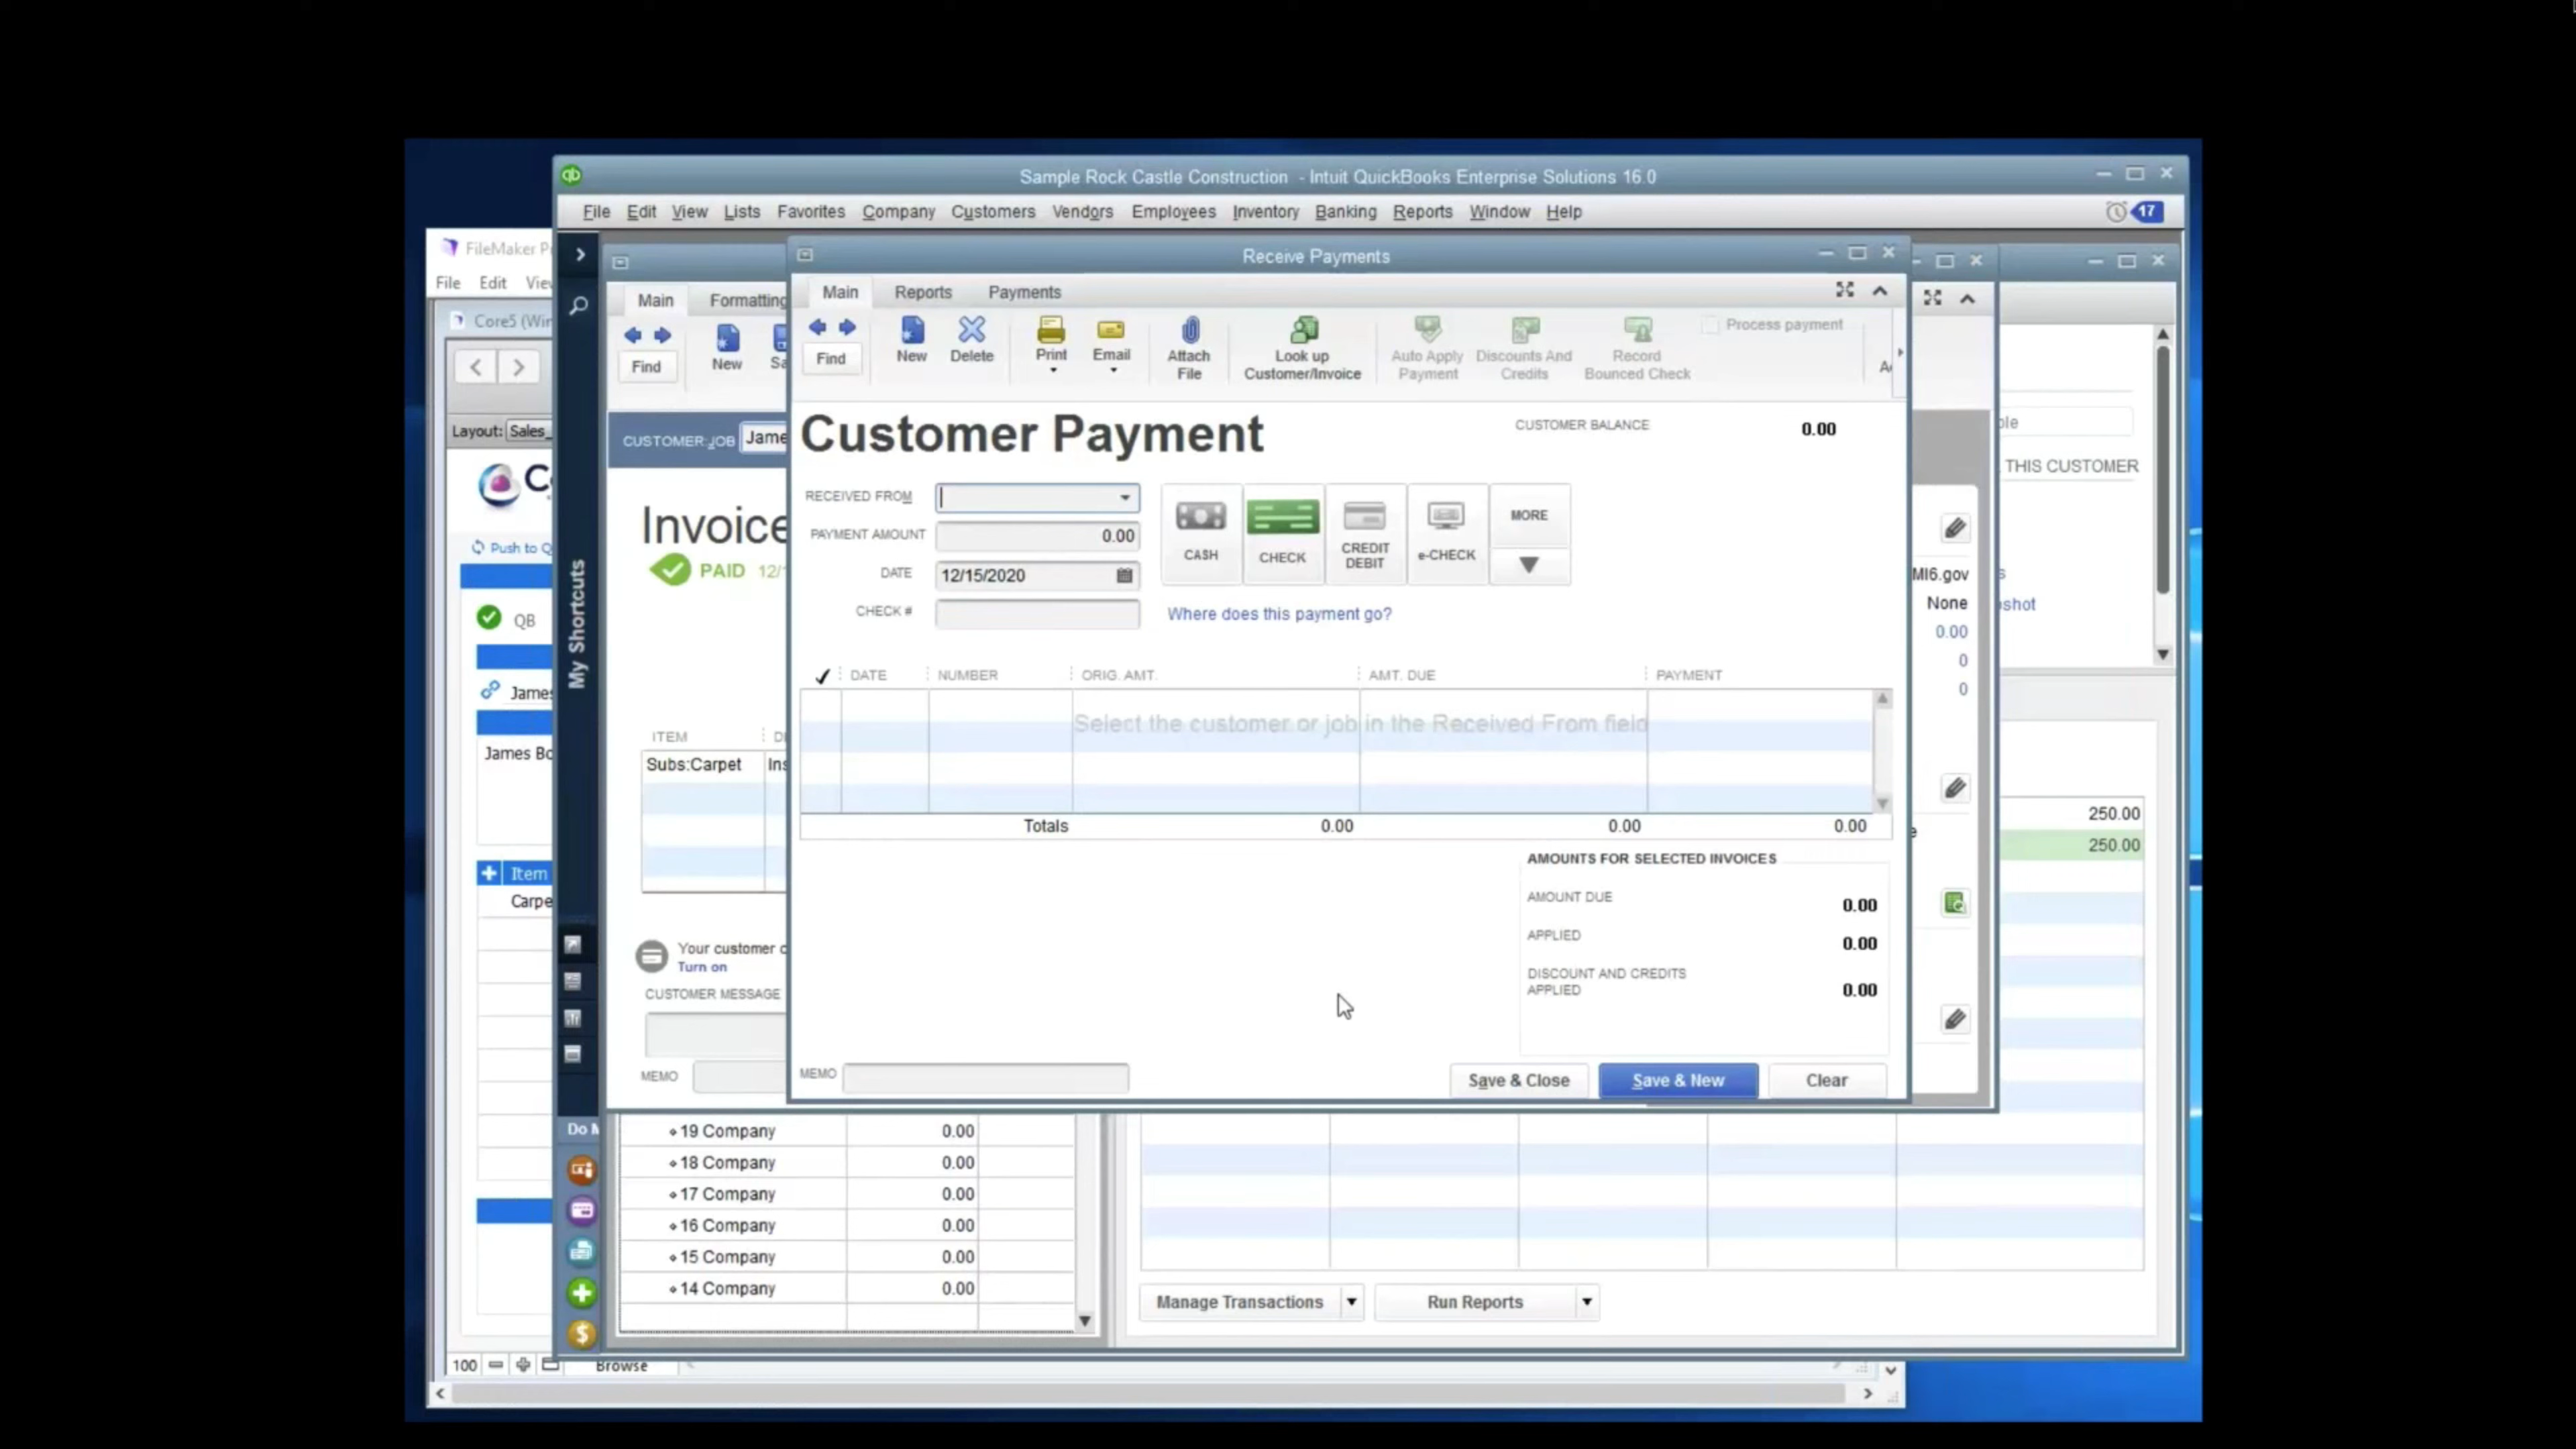 Sample Rock Castle Construction - Intuit QuickBooks Enterprise Solutions 16.0
File Edit View Lists Favorites Company Customers Vendors Employees Inventory Banking Reports Window Help
17
FileMaker
File Edit
Core5
Layout: Sales_
Push to
QB
James
James
Item
100
Browse
My Shortcuts
Main Formatting
Find
New
CUSTOMER:JOB
Invoice
PAID
ITEM
Subs:Carpet
Your customer
Turn on
CUSTOMER MESSAGE
MEMO
Receive Payments
Main Reports Payments
Find
New
Delete
Print
Email
Attach File
Look up Customer/Invoice
Auto Apply Payment
Discounts And Credits
Record Bounced Check
Process payment
Customer Payment
CUSTOMER BALANCE 0.00
RECEIVED FROM
PAYMENT AMOUNT 0.00
DATE 12/15/2020
CHECK #
CASH
CHECK
CREDIT DEBIT
e-CHECK
MORE
Where does this payment go?
DATE NUMBER ORIG. AMT. AMT. DUE PAYMENT
Select the customer or job in the Received From field
Totals 0.00 0.00 0.00
AMOUNTS FOR SELECTED INVOICES
AMOUNT DUE 0.00
APPLIED 0.00
DISCOUNT AND CREDITS APPLIED 0.00
MEMO
Save & Close
Save & New
Clear
THIS CUSTOMER
MI6.gov
None
0.00
0
0
250.00
250.00
19 Company 0.00
18 Company 0.00
17 Company 0.00
16 Company 0.00
15 Company 0.00
14 Company 0.00
Manage Transactions
Run Reports